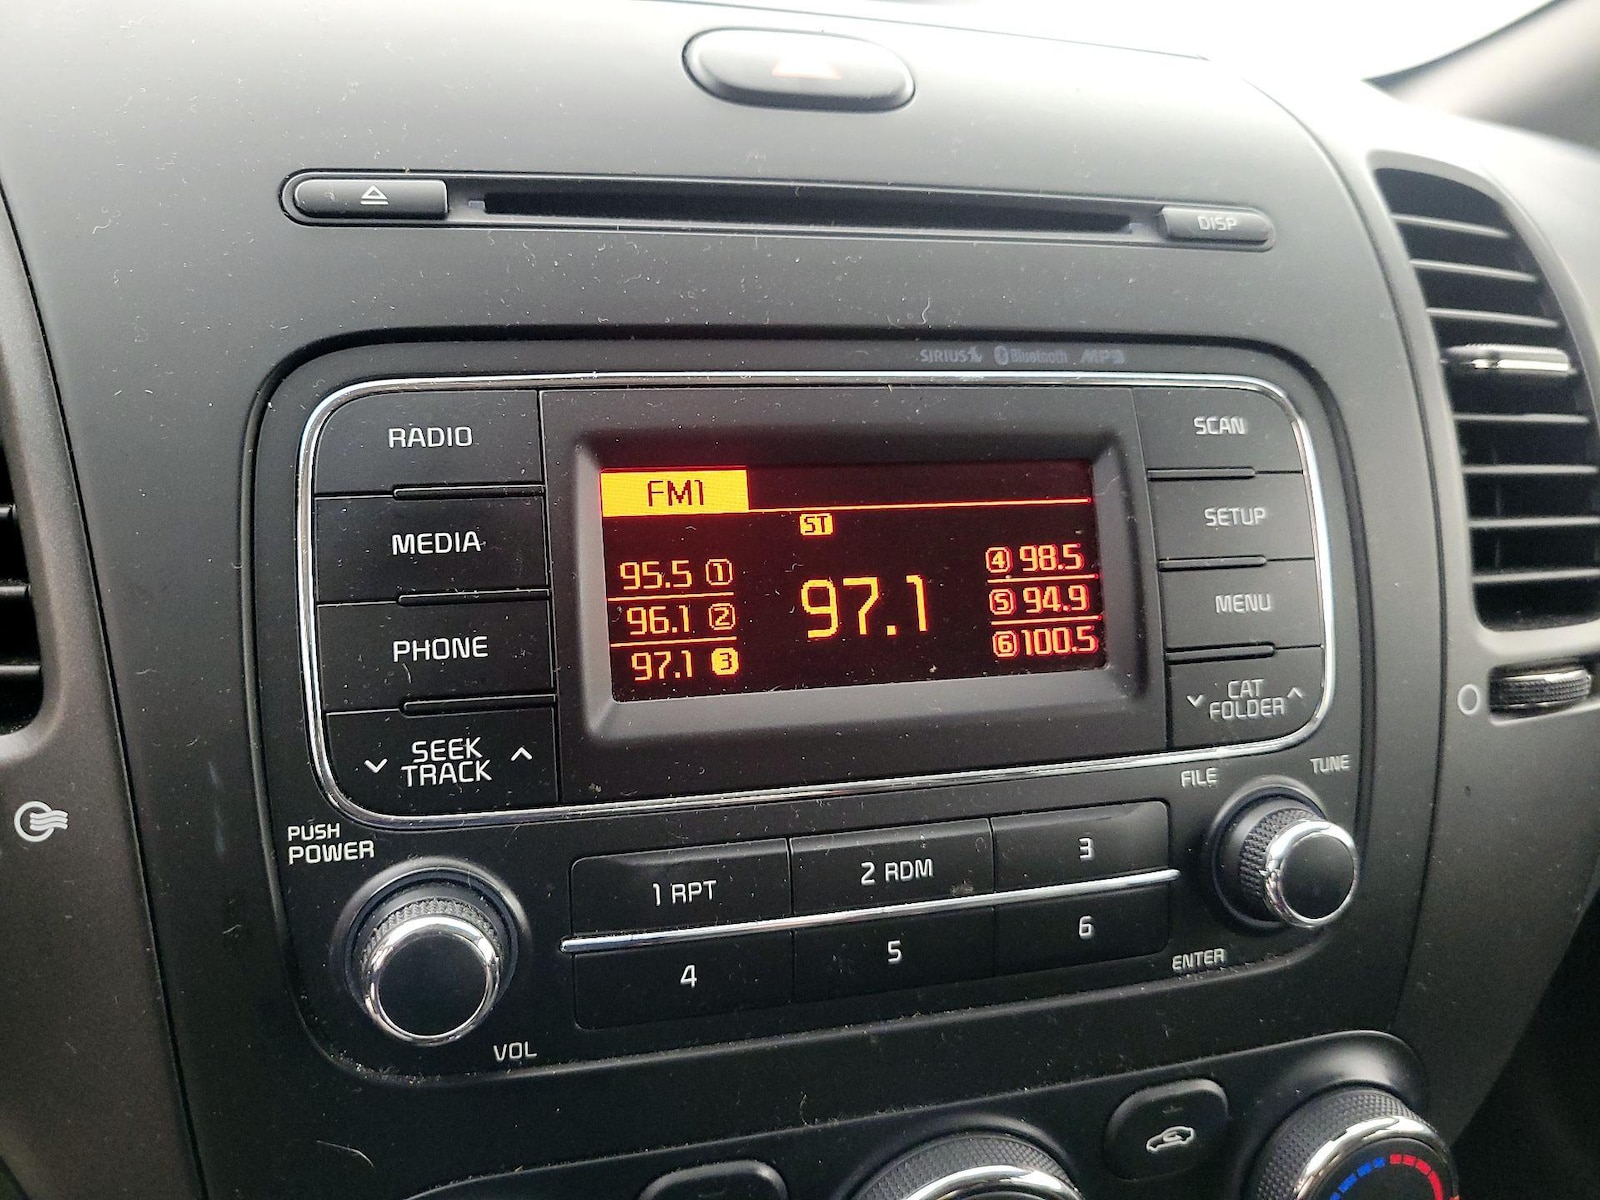 DISP
SIRIUS Bluetooth MP3
RADIO
MEDIA
PHONE
SEEK
TRACK
FM1
ST
95.5 1
96.1 2
97.1 3
97.1
4 98.5
5 94.9
6 100.5
SCAN
SETUP
MENU
CAT
FOLDER
PUSH
POWER
VOL
1 RPT
2 RDM
3
4
5
6
FILE
TUNE
ENTER